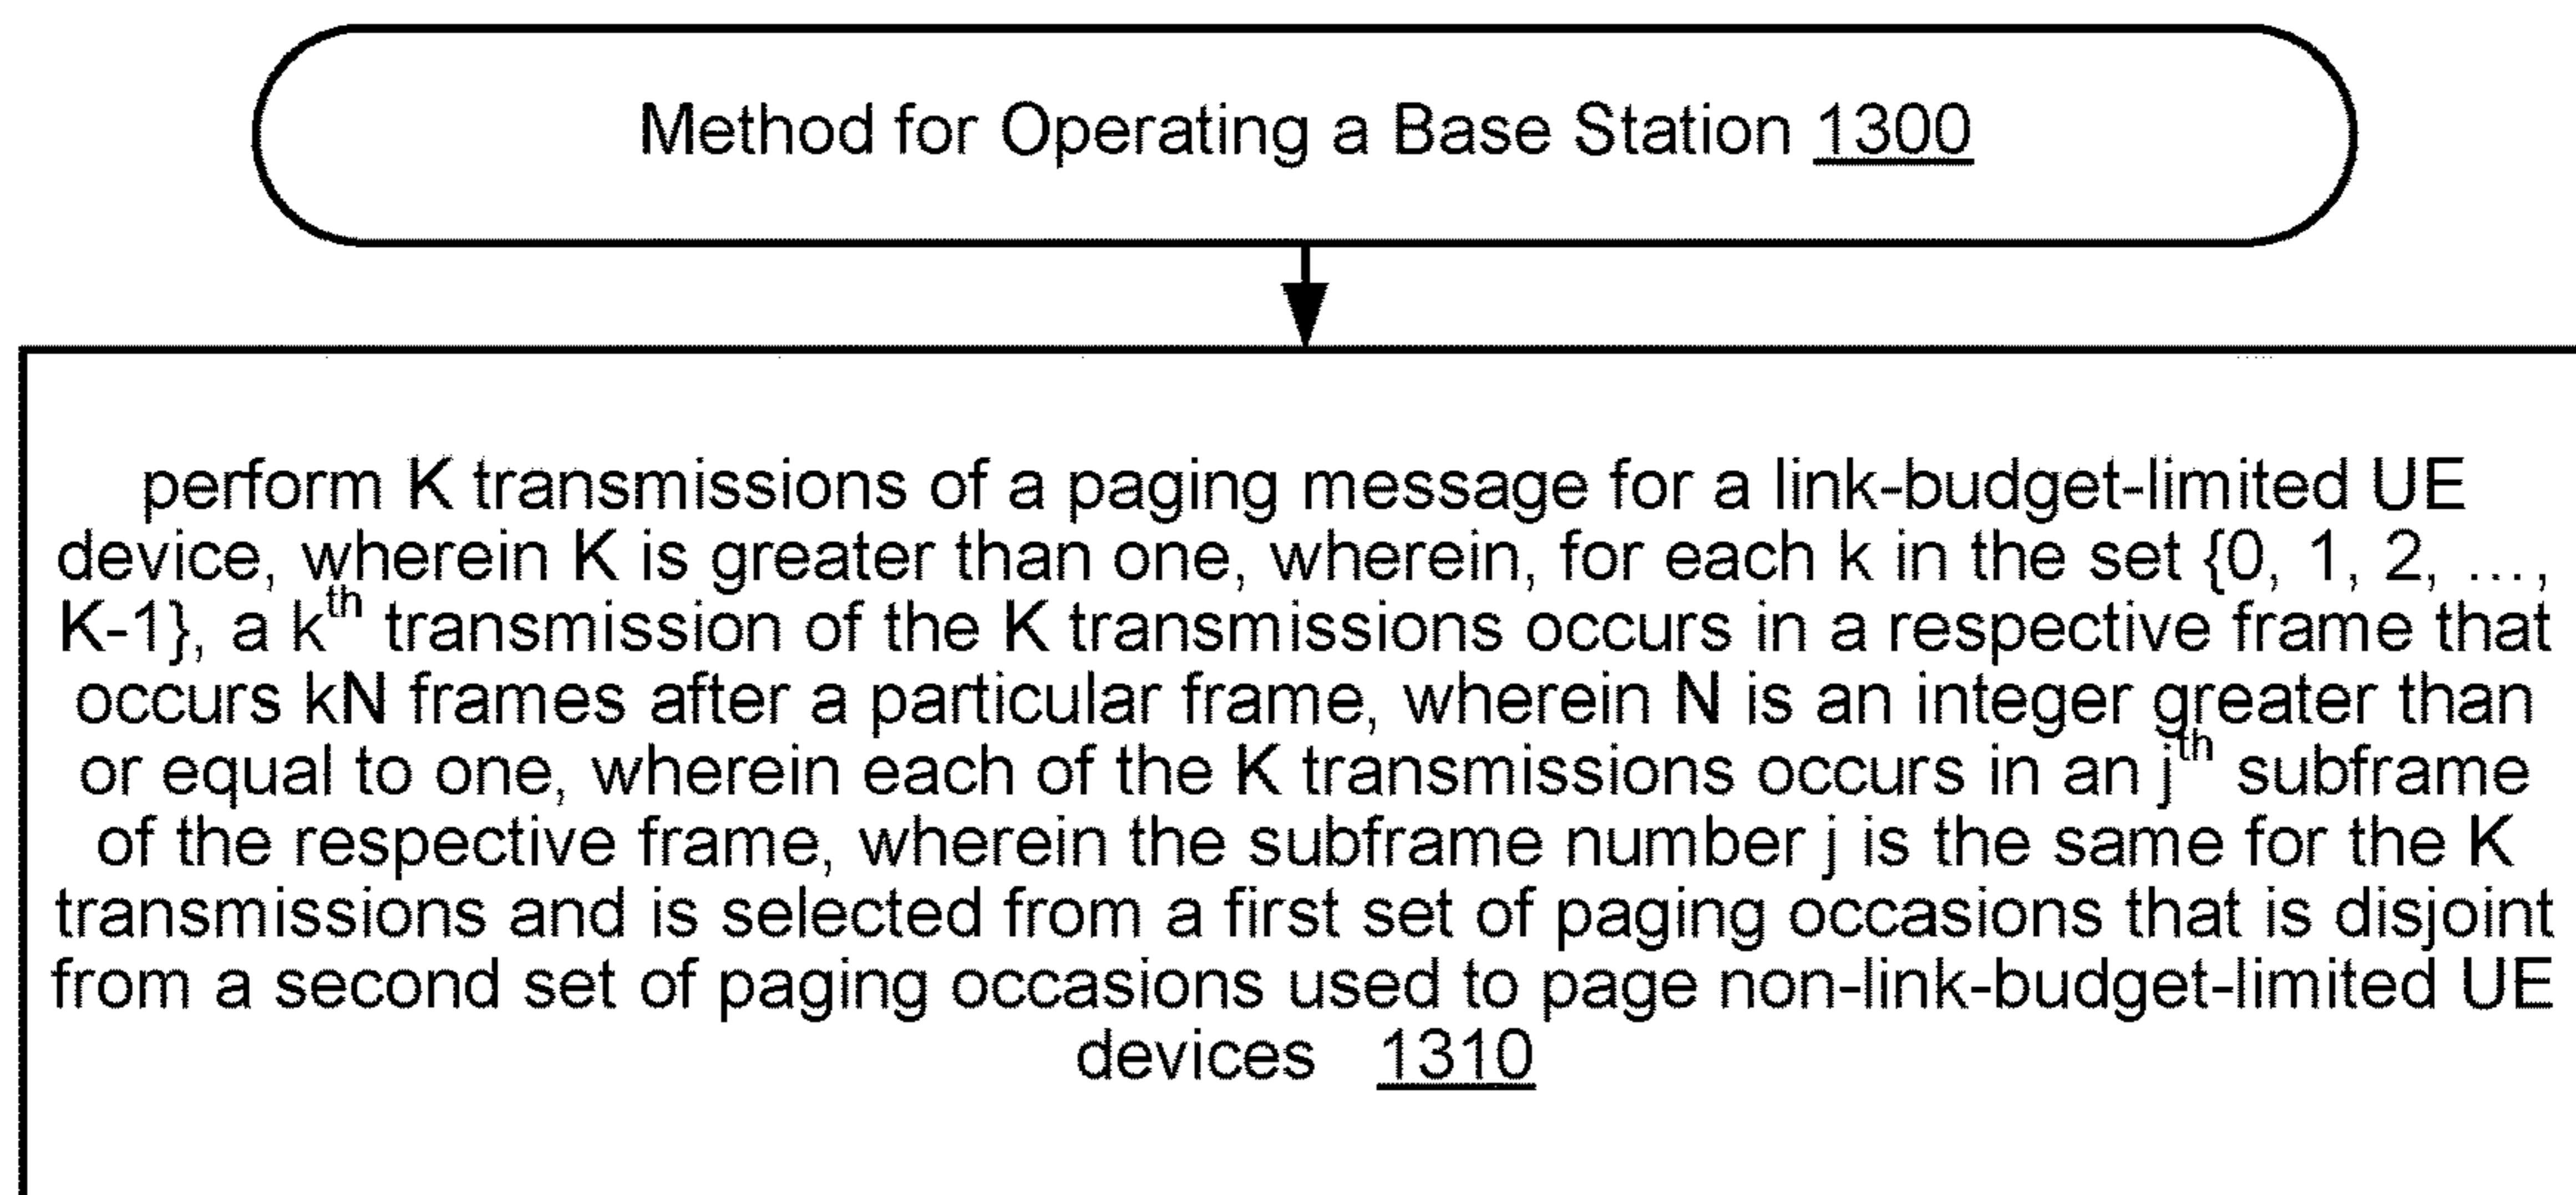 Method for Operating a Base Station 1300
perform K transmissions of a paging message for a link-budget-limited UE
device, wherein K is greater than one, wherein, for each k in the set {0, 1, 2, ...,
K-1}, a kth transmission of the K transmissions occurs in a respective frame that
occurs kN frames after a particular frame, wherein N is an integer greater than
or equal to one, wherein each of the K transmissions occurs in an jth subframe
of the respective frame, wherein the subframe number j is the same for the K
transmissions and is selected from a first set of paging occasions that is disjoint
from a second set of paging occasions used to page non-link-budget-limited UE
devices 1310